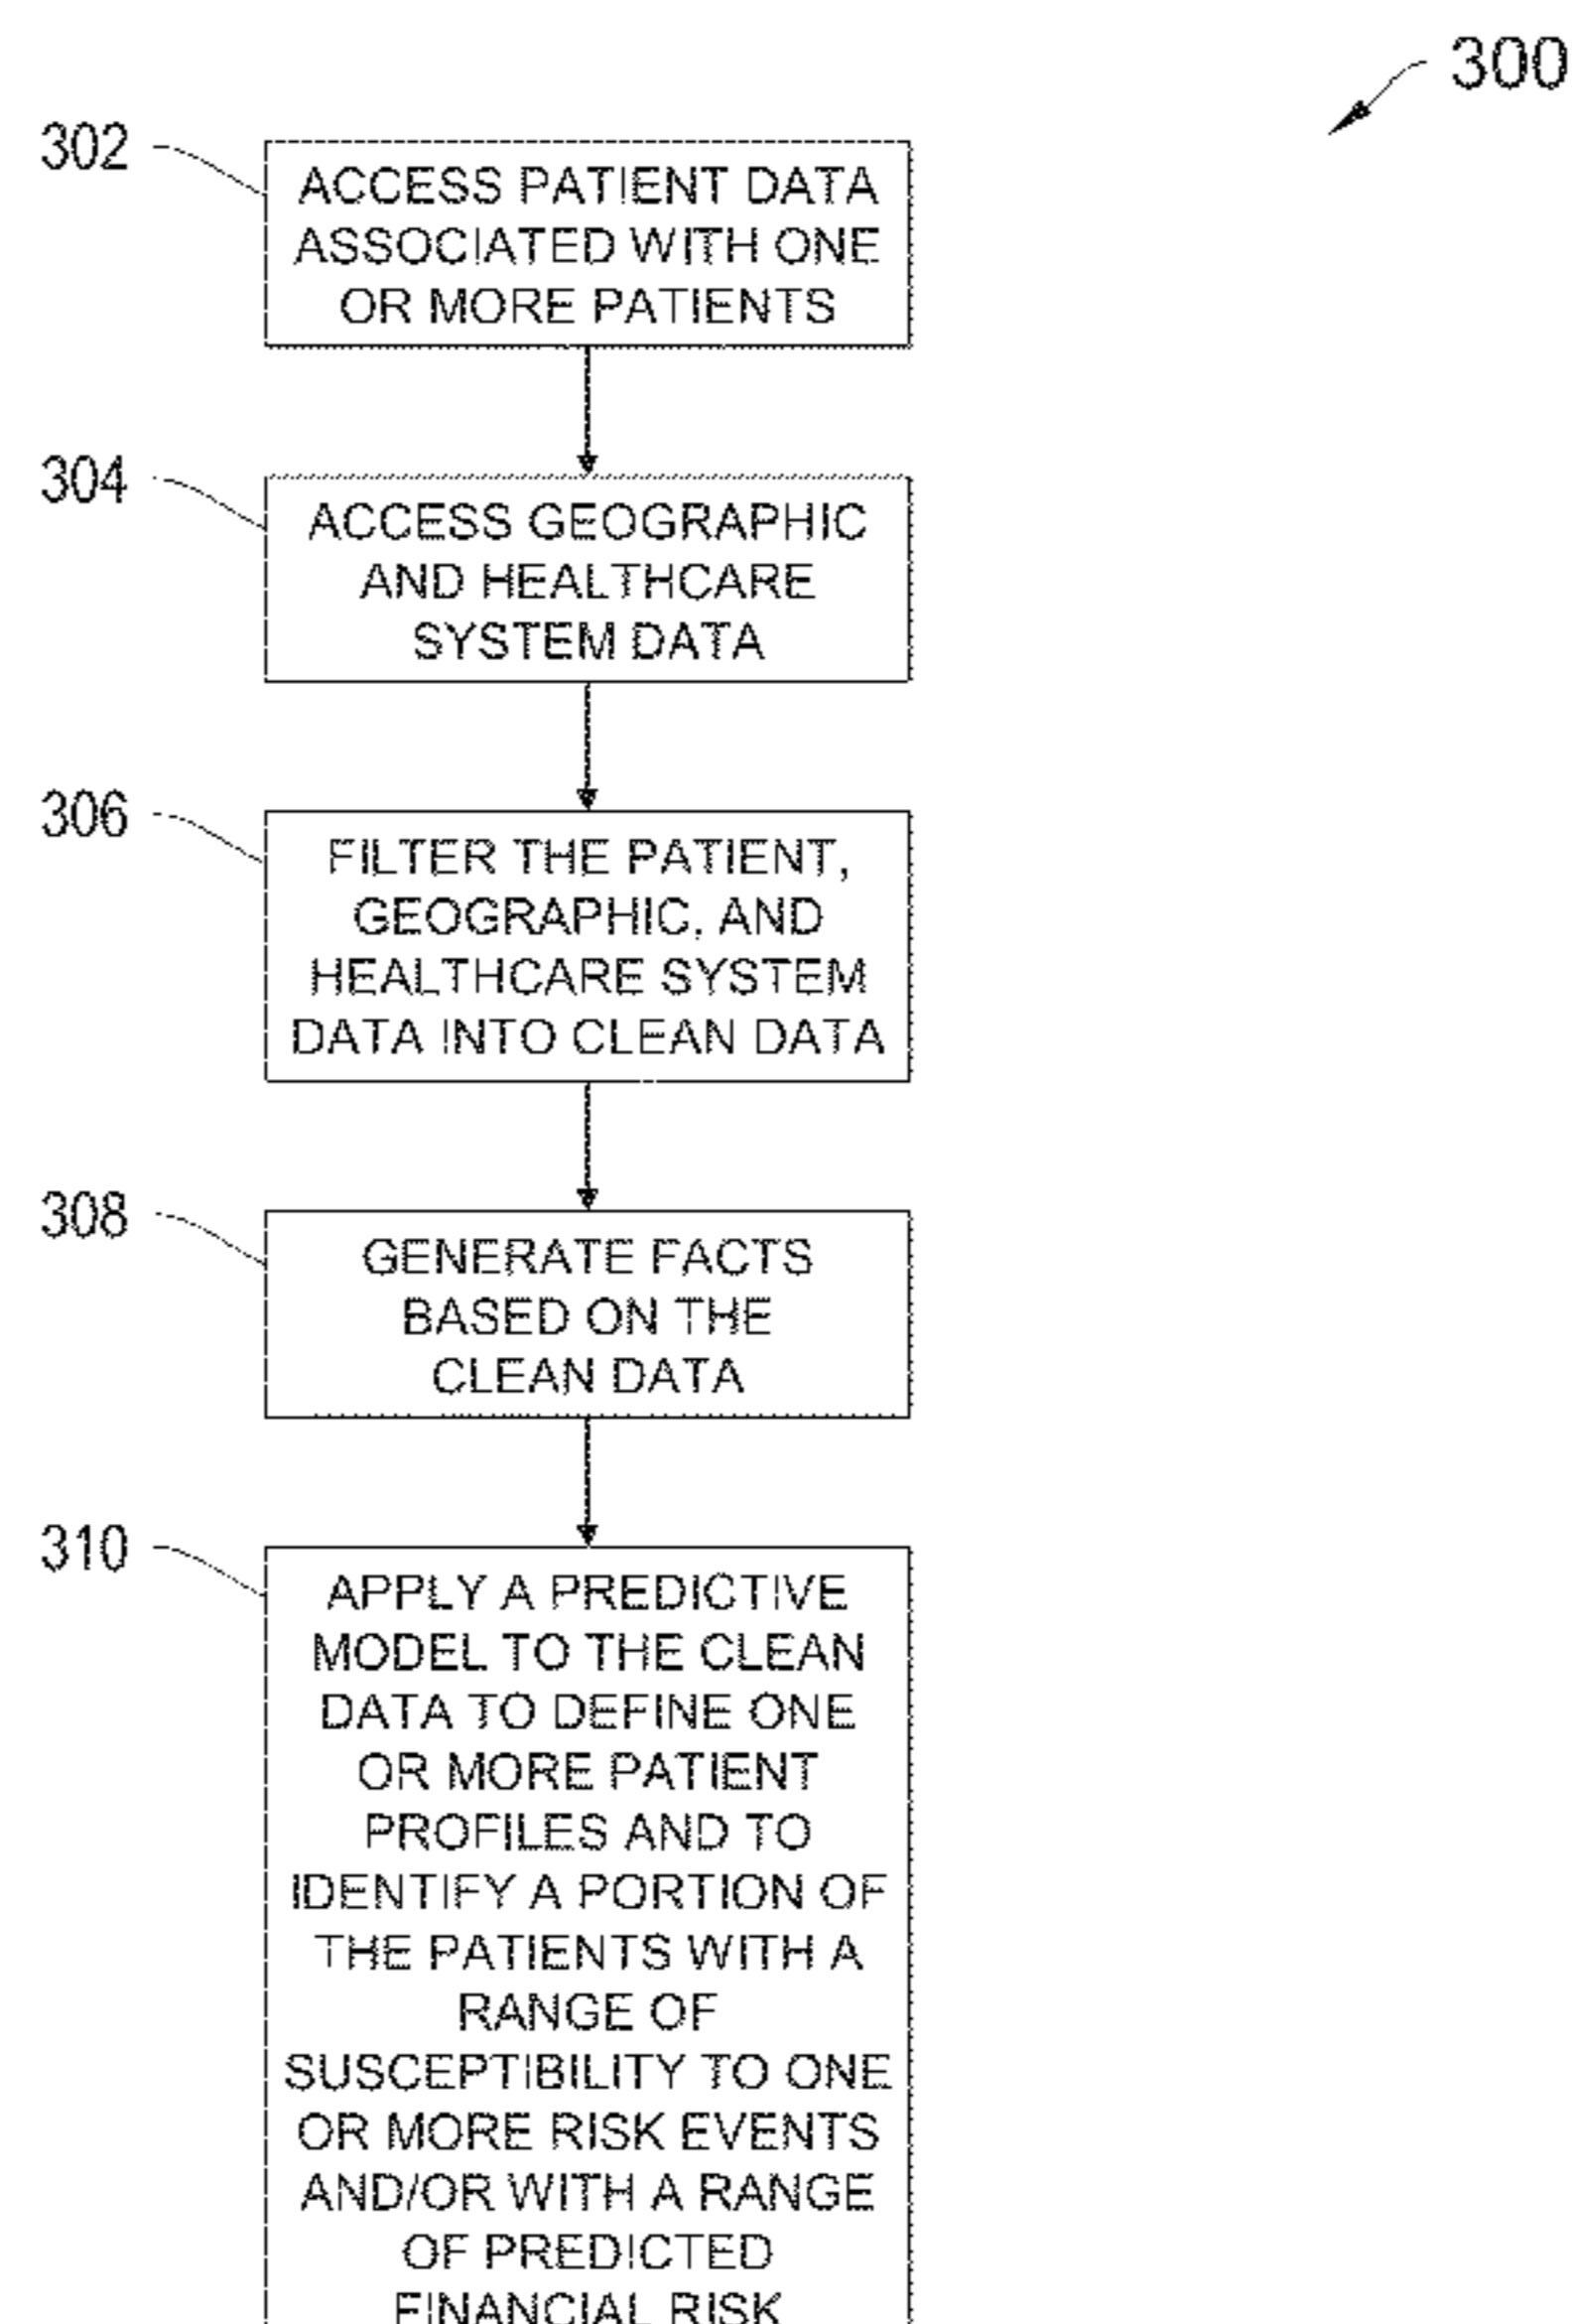 300
302
ACCESS PATIENT DATA
ASSOCIATED WITH ONE
OR MORE PATIENTS
304
ACCESS GEOGRAPHIC
AND HEALTHCARE
SYSTEM DATA
306
FILTER THE PATIENT,
GEOGRAPHIC, AND
HEALTHCARE SYSTEM
DATA INTO CLEAN DATA
308
GENERATE FACTS
BASED ON THE
CLEAN DATA
310
APPLY A PREDICTIVE
MODEL TO THE CLEAN
DATA TO DEFINE ONE
OR MORE PATIENT
PROFILES AND TO
IDENTIFY A PORTION OF
THE PATIENTS WITH A
RANGE OF
SUSCEPTIBILITY TO ONE
OR MORE RISK EVENTS
AND/OR WITH A RANGE
OF PREDICTED
FINANCIAL RISK